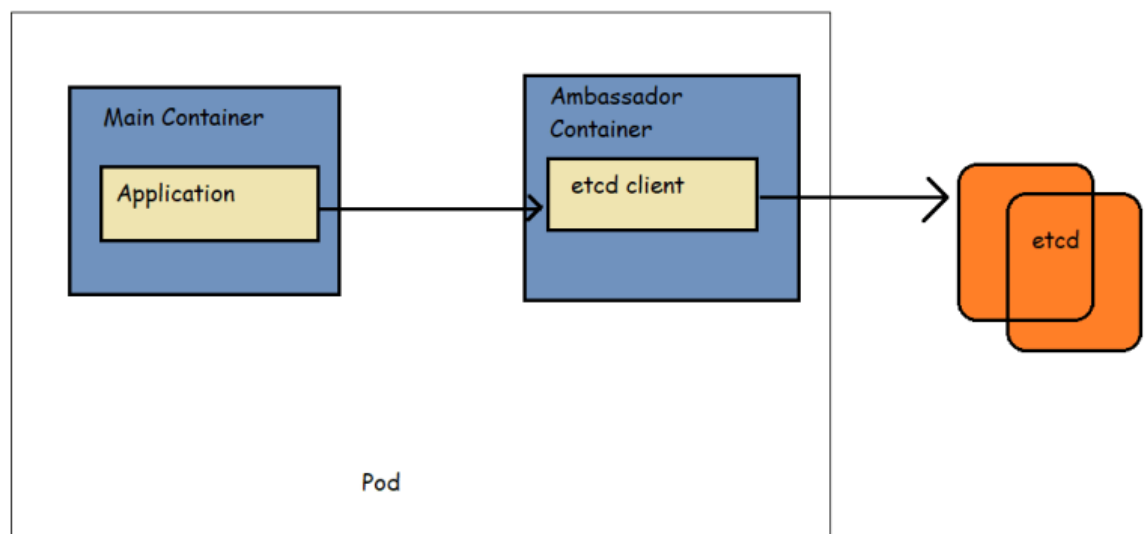 Main Container
Application
Ambassador
Container
etcd client
etcd
Pod